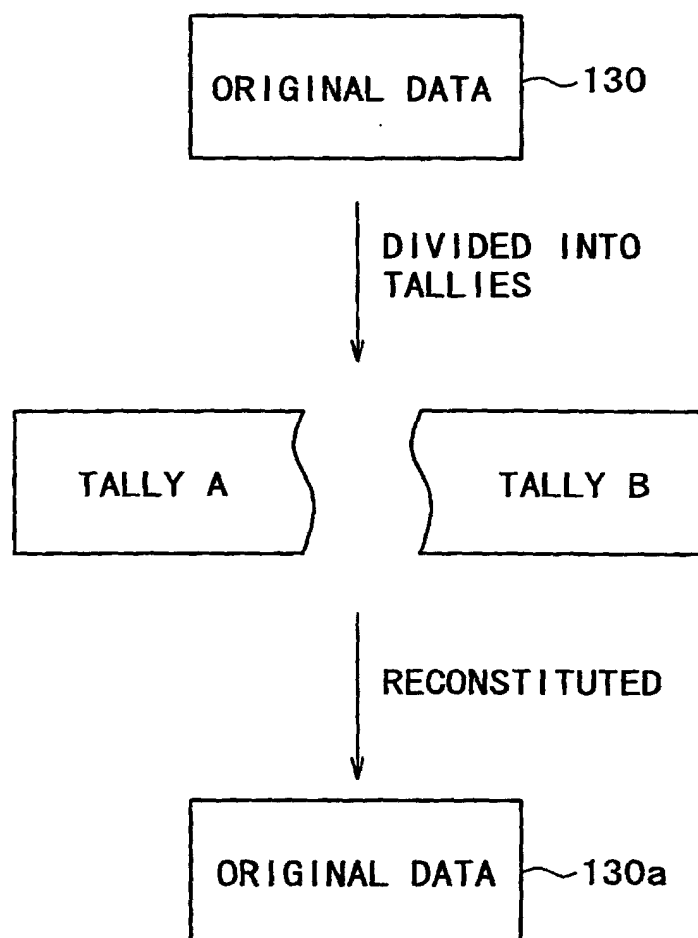 ORIGINAL DATA 130
DIVIDED INTO
TALLIES
TALLY A TALLY B
RECONSTITUTED
ORIGINAL DATA 130a